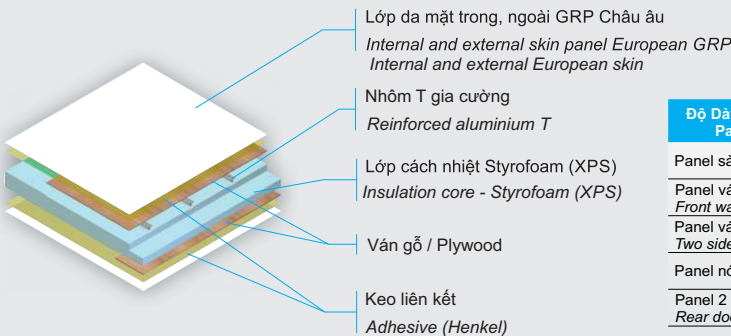 Lớp da mặt trong, ngoài GRP Châu âu
Internal and external skin panel European GRP
Internal and external European skin
Nhôm T gia cường
Reinforced aluminium T
Lớp cách nhiệt Styrofoam (XPS)
Insulation core - Styrofoam (XPS)
Ván gỗ / Plywood
Keo liên kết
Adhesive (Henkel)
Độ Dà
Pa
Panel sà
Panel vá
Front wa
Panel vá
Two side
Panel nó
Panel 2
Rear doo